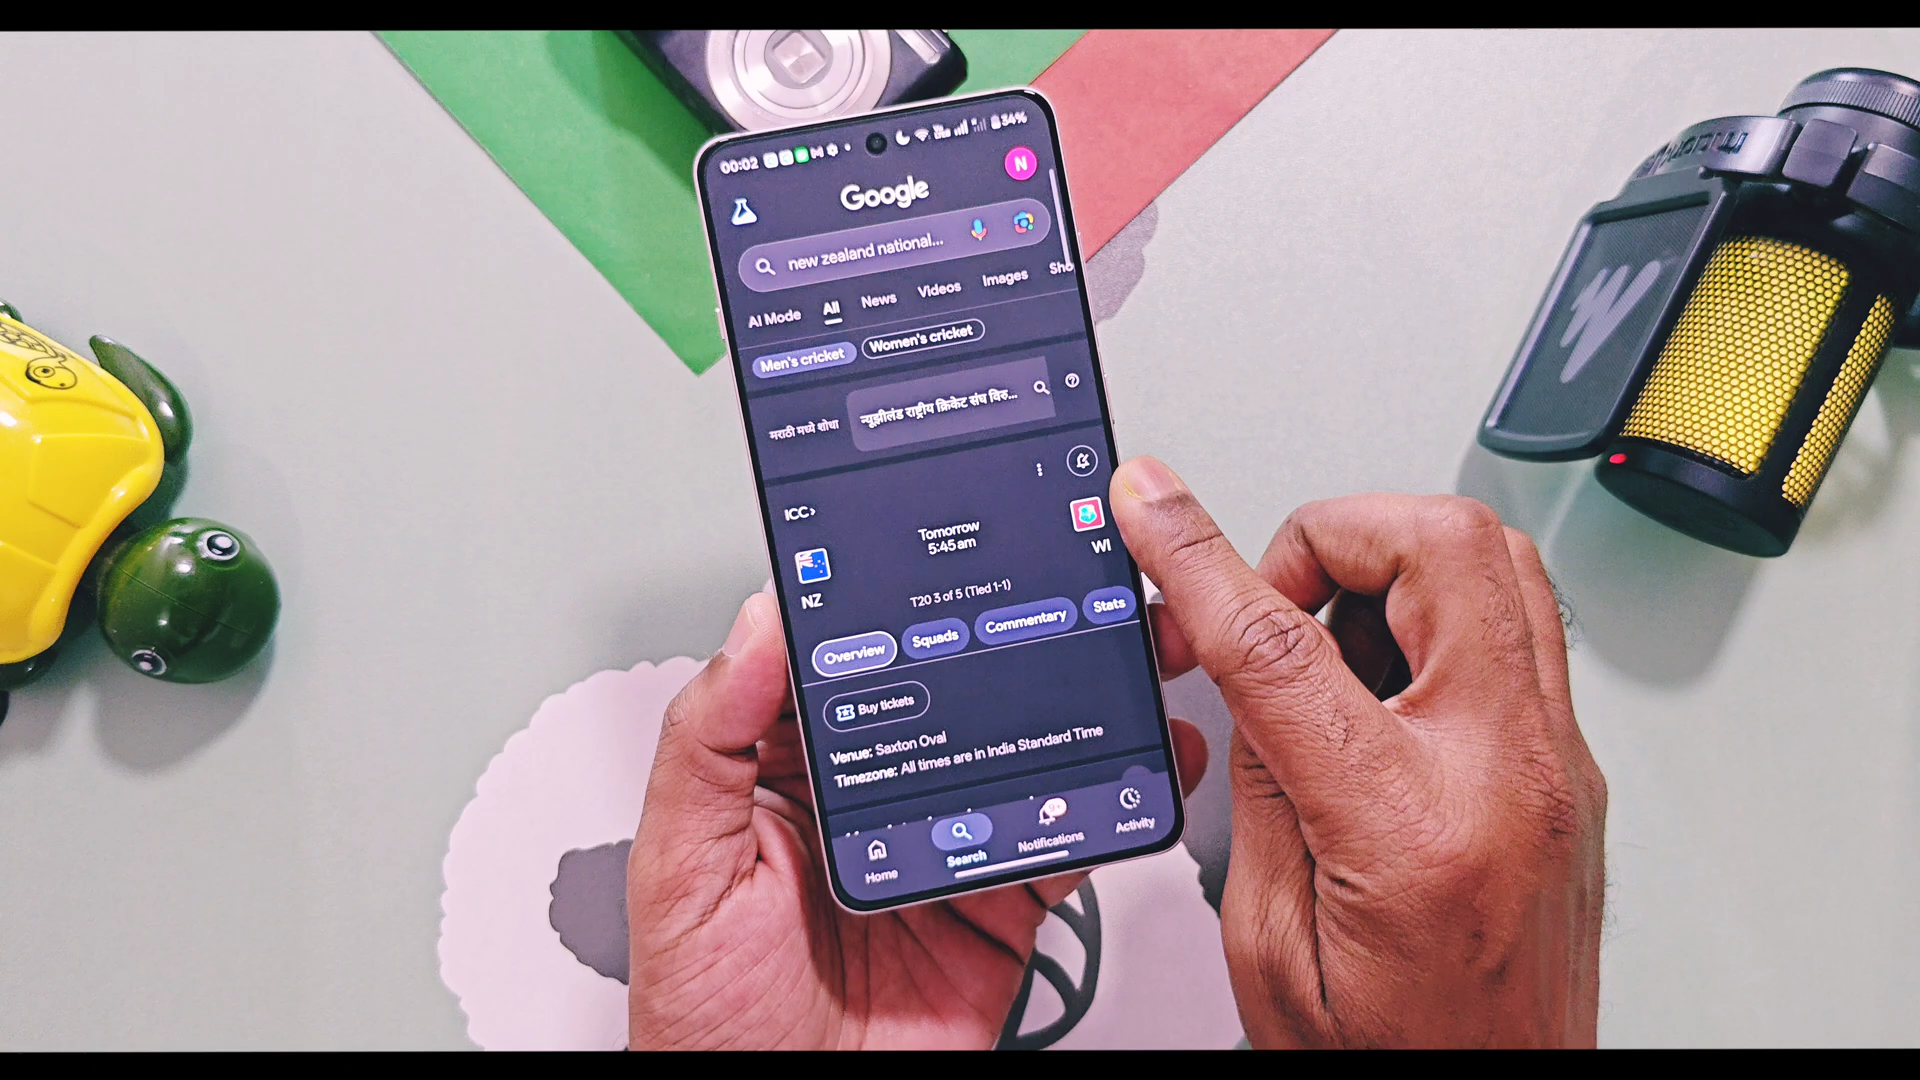 00:02
34%
N
Google
new zealand national...
AI Mode All News Videos Images Sho
Men's cricket Women's cricket
मराठी मध्ये शोधा न्यूझीलंड राष्ट्रीय क्रिकेट संघ विरु...
ICC ›
Tomorrow
5:45 am
NZ
WI
T20 3 of 5 (Tied 1-1)
Overview Squads Commentary Stats
Buy tickets
Venue: Saxton Oval
Timezone: All times are in India Standard Time
9+
Home Search Notifications Activity